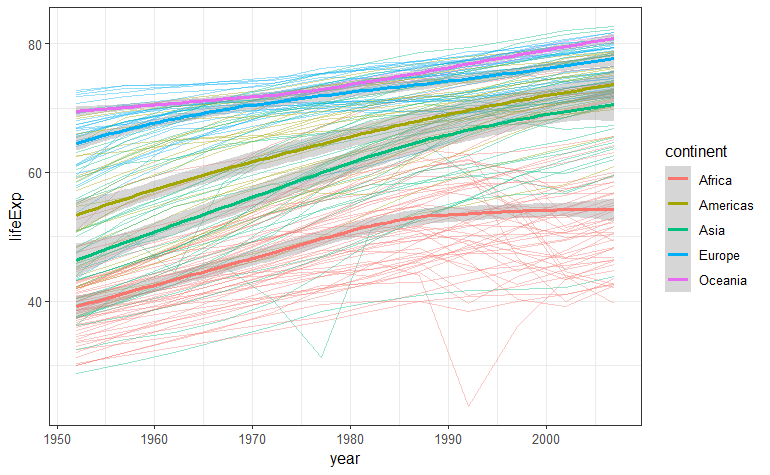 80
60
40
lifeExp
1950
1960
1970
1980
1990
2000
year
continent
Africa
Americas
Asia
Europe
Oceania